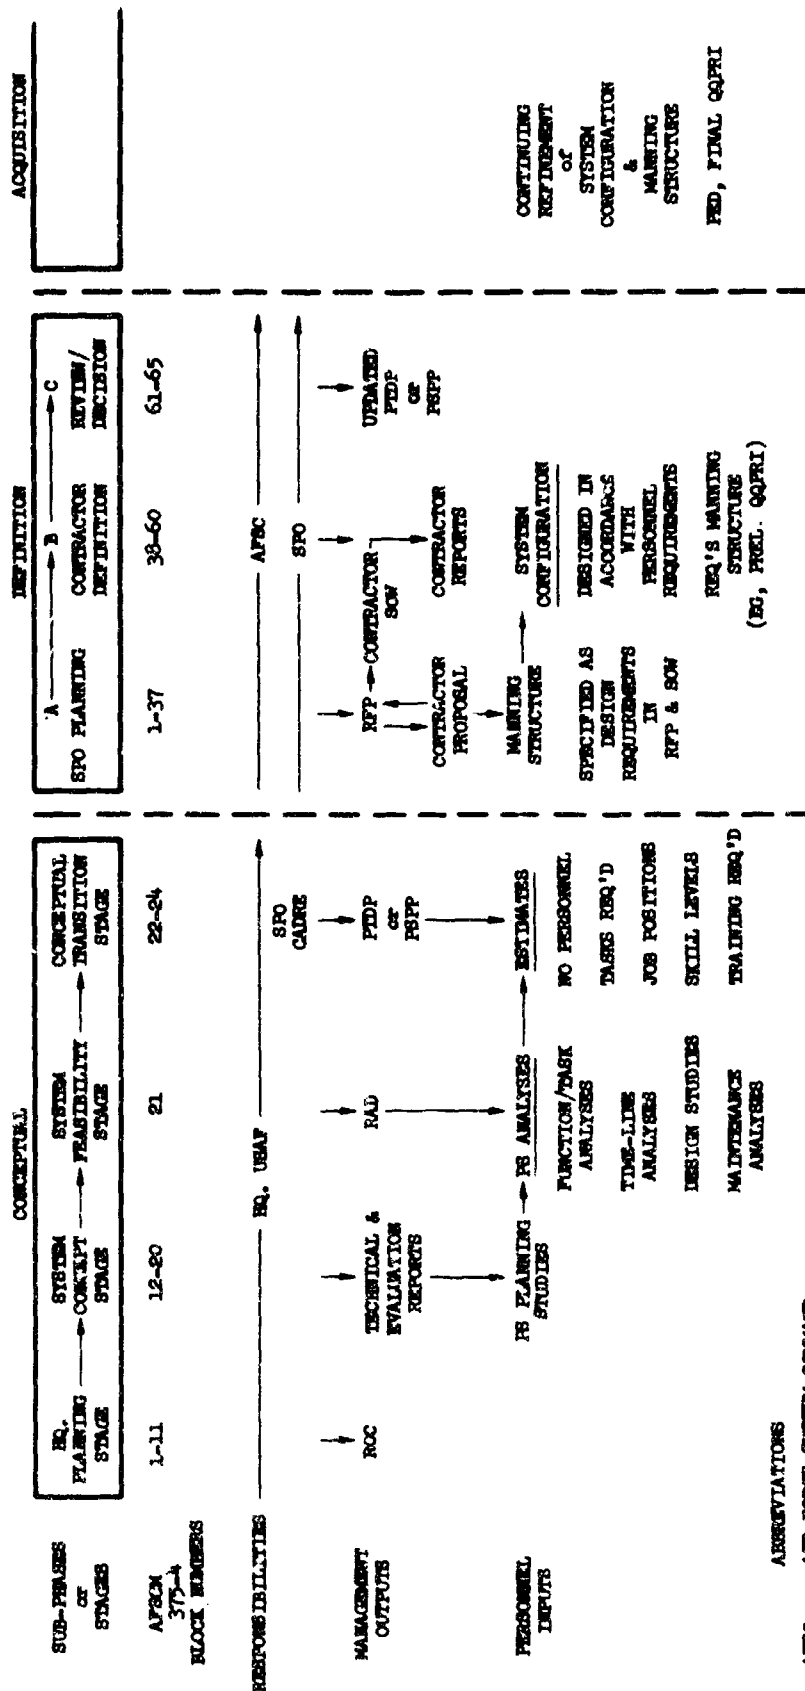 CONCEPTUAL
DEFINITION
ACQUISITION
SUB-PHASES
or
STAGES
HQ.
PLANNING
STAGE
SYSTEM
CONCEPT
STAGE
SYSTEM
FEASIBILITY
STAGE
CONCEPTUAL
TRANSITION
STAGE
A
SPO PLANNING
B
CONTRACTOR
DEFINITION
C
REVIEW/
DECISION
AFSCM
375-4
BLOCK NUMBERS
1-11
12-20
21
22-24
1-37
38-60
61-65
RESPONSIBILITIES
HQ. USAF
AFSC
SPO
CADRE
SPO
MANAGEMENT
OUTPUTS
ROC
TECHNICAL &
EVALUATION
REPORTS
RAD
PTDP
or
PSPP
RFP
CONTRACTOR
SOW
CONTRACTOR
PROPOSAL
CONTRACTOR
REPORTS
UPDATED
PTDP
or
PSPP
PERSONNEL
INPUTS
PS PLANNING
STUDIES
PS ANALYSES
FUNCTION/TASK
ANALYSES
TIME-LINE
ANALYSES
DESIGN STUDIES
MAINTENANCE
ANALYSES
ESTIMATES
NO PERSONNEL
TASKS REQ'D
JOB POSITIONS
SKILL LEVELS
TRAINING REQ'D
MANNING
STRUCTURE
SPECIFIED AS
DESIGN
REQUIREMENTS
IN
RFP & SOW
SYSTEM
CONFIGURATION
DESIGNED IN
ACCORDANCE
WITH
PERSONNEL
REQUIREMENTS
REQ'S MANNING
STRUCTURE
(EG, PREL. QQPRI)
CONTINUING
REFINEMENT
of
SYSTEM
CONFIGURATION
&
MANNING
STRUCTURE
PED, FINAL QQPRI
ABBREVIATIONS